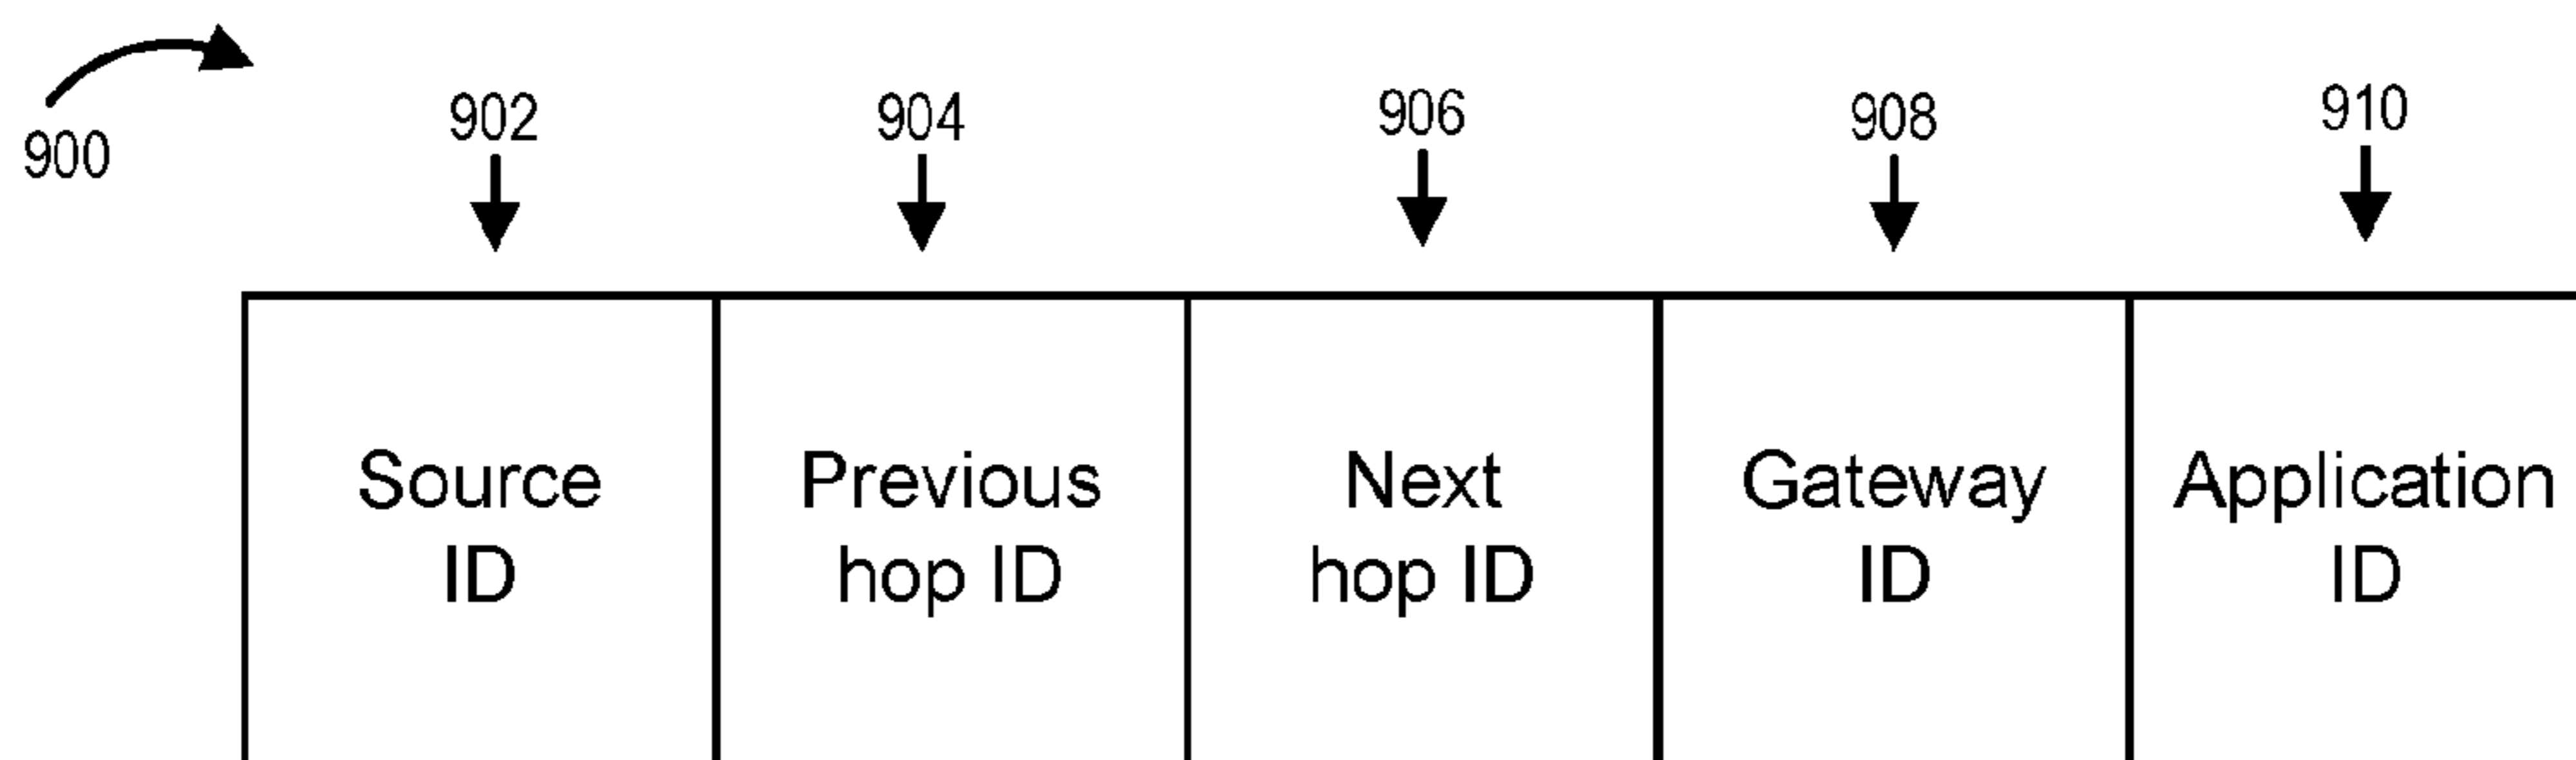 900
902
904
906
908
910
Source
ID
Previous
hop ID
Next
hop ID
Gateway
ID
Application
ID